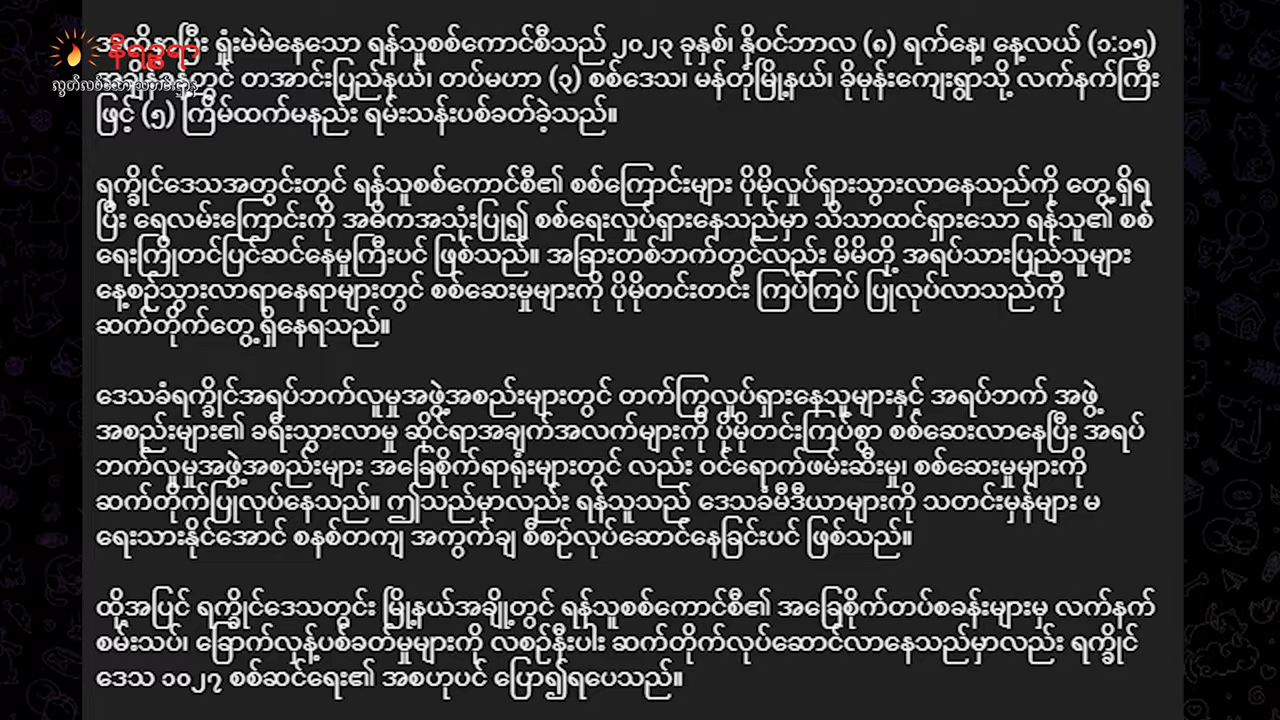 နိရဉ္စရာ
လွတ်လပ်သော သတင်းဌာန
ပြီး ရှုံးမဲမဲနေသော ရန်သူစစ်ကောင်စီသည် ၂၀၂၃ ခုနှစ်၊ နိုဝင်ဘာလ (၈) ရက်နေ့၊ နေ့လယ် (၁:၁၅)
တအာင်းပြည်နယ်၊ တပ်မဟာ (၃) စစ်ဒေသ၊ မန်တုံမြို့နယ်၊ ခိုမုန်းကျေးရွာသို့ လက်နက်ကြီး
ဖြင့် (၅) ကြိမ်ထက်မနည်း ရမ်းသန်းပစ်ခတ်ခဲ့သည်။
ရက္ခိုင်ဒေသအတွင်းတွင် ရန်သူစစ်ကောင်စီ၏ စစ်ကြောင်းများ ပိုမိုလှုပ်ရှားသွားလာနေသည်ကို တွေ့ရှိရ
ပြီး ရေလမ်းကြောင်းကို အဓိကအသုံးပြု၍ စစ်ရေးလှုပ်ရှားနေသည်မှာ သိသာထင်ရှားသော ရန်သူ၏ စစ်
ရေးကြိုတင်ပြင်ဆင်နေမှုကြီးပင် ဖြစ်သည်။ အခြားတစ်ဘက်တွင်လည်း မိမိတို့ အရပ်သားပြည်သူများ
နေ့စဉ်သွားလာရာနေရာများတွင် စစ်ဆေးမှုများကို ပိုမိုတင်းတင်း ကြပ်ကြပ် ပြုလုပ်လာသည်ကို
ဆက်တိုက်တွေ့ရှိနေရသည်။
ဒေသခံရက္ခိုင်အရပ်ဘက်လူမှုအဖွဲ့အစည်းများတွင် တက်ကြွလှုပ်ရှားနေသူများနှင့် အရပ်ဘက် အဖွဲ့
အစည်းများ၏ ခရီးသွားလာမှု ဆိုင်ရာအချက်အလက်များကို ပိုမိုတင်းကြပ်စွာ စစ်ဆေးလာနေပြီး အရပ်
ဘက်လူမှုအဖွဲ့အစည်းများ အခြေစိုက်ရာရုံးများတွင် လည်း ဝင်ရောက်ဖမ်းဆီးမှု၊ စစ်ဆေးမှုများကို
ဆက်တိုက်ပြုလုပ်နေသည်။ ဤသည်မှာလည်း ရန်သူသည် ဒေသခံမီဒီယာများကို သတင်းမှန်များ မ
ရေးသားနိုင်အောင် စနစ်တကျ အကွက်ချ စီစဉ်လုပ်ဆောင်နေခြင်းပင် ဖြစ်သည်။
ထို့အပြင် ရက္ခိုင်ဒေသတွင်း မြို့နယ်အချို့တွင် ရန်သူစစ်ကောင်စီ၏ အခြေစိုက်တပ်စခန်းများမှ လက်နက်
စမ်းသပ်၊ ခြောက်လှန့်ပစ်ခတ်မှုများကို လစဉ်နီးပါး ဆက်တိုက်လုပ်ဆောင်လာနေသည်မှာလည်း ရက္ခိုင်
ဒေသ ၁၀၂၇ စစ်ဆင်ရေး၏ အစဟုပင် ပြော၍ရပေသည်။